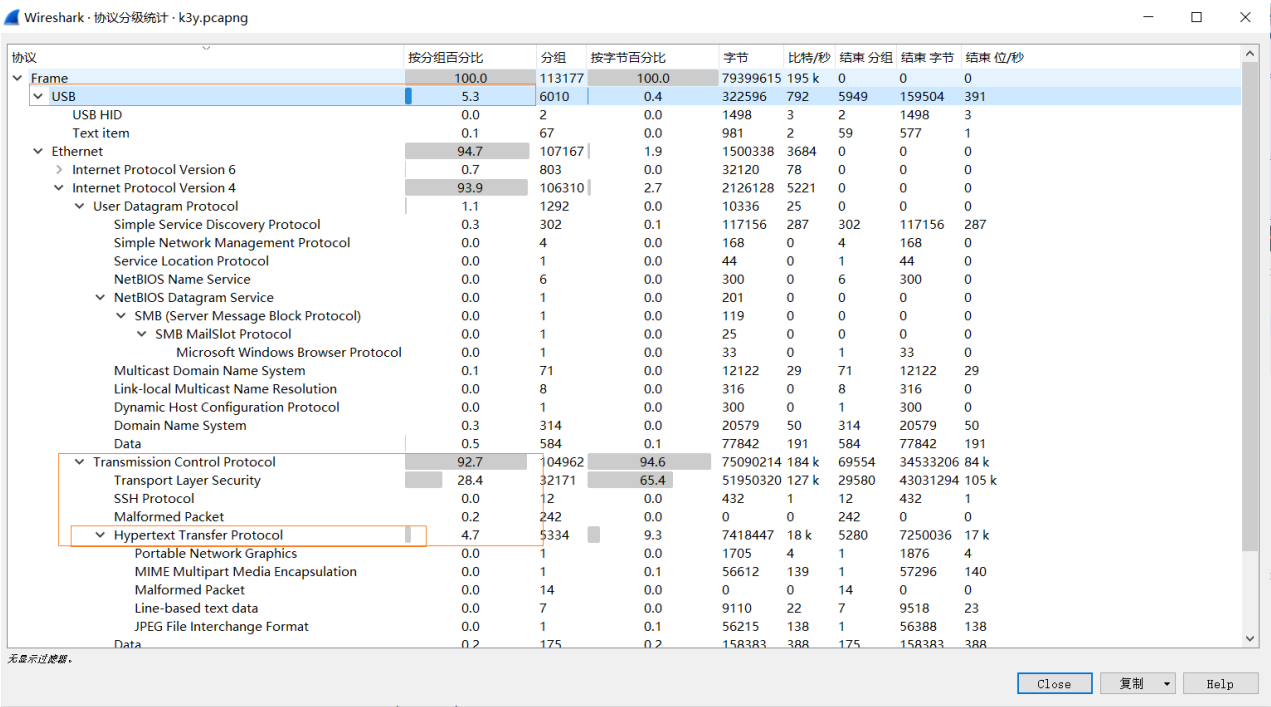 Wireshark · 协议分级统计 · k3y.pcapng
协议 按分组百分比 分组 按字节百分比 字节 比特/秒 结束 分组 结束 字节 结束 位/秒
Frame 100.0 113177 100.0 79399615 195 k 0 0 0
USB 5.3 6010 0.4 322596 792 5949 159504 391
USB HID 0.0 2 0.0 1498 3 2 1498 3
Text item 0.1 67 0.0 981 2 59 577 1
Ethernet 94.7 107167 1.9 1500338 3684 0 0 0
Internet Protocol Version 6 0.7 803 0.0 32120 78 0 0 0
Internet Protocol Version 4 93.9 106310 2.7 2126128 5221 0 0 0
User Datagram Protocol 1.1 1292 0.0 10336 25 0 0 0
Simple Service Discovery Protocol 0.3 302 0.1 117156 287 302 117156 287
Simple Network Management Protocol 0.0 4 0.0 168 0 4 168 0
Service Location Protocol 0.0 1 0.0 44 0 1 44 0
NetBIOS Name Service 0.0 6 0.0 300 0 6 300 0
NetBIOS Datagram Service 0.0 1 0.0 201 0 0 0 0
SMB (Server Message Block Protocol) 0.0 1 0.0 119 0 0 0 0
SMB MailSlot Protocol 0.0 1 0.0 25 0 0 0 0
Microsoft Windows Browser Protocol 0.0 1 0.0 33 0 1 33 0
Multicast Domain Name System 0.1 71 0.0 12122 29 71 12122 29
Link-local Multicast Name Resolution 0.0 8 0.0 316 0 8 316 0
Dynamic Host Configuration Protocol 0.0 1 0.0 300 0 1 300 0
Domain Name System 0.3 314 0.0 20579 50 314 20579 50
Data 0.5 584 0.1 77842 191 584 77842 191
Transmission Control Protocol 92.7 104962 94.6 75090214 184 k 69554 34533206 84 k
Transport Layer Security 28.4 32171 65.4 51950320 127 k 29580 43031294 105 k
SSH Protocol 0.0 12 0.0 432 1 12 432 1
Malformed Packet 0.2 242 0.0 0 0 242 0 0
Hypertext Transfer Protocol 4.7 5334 9.3 7418447 18 k 5280 7250036 17 k
Portable Network Graphics 0.0 1 0.0 1705 4 1 1876 4
MIME Multipart Media Encapsulation 0.0 1 0.1 56612 139 1 57296 140
Malformed Packet 0.0 14 0.0 0 0 14 0 0
Line-based text data 0.0 7 0.0 9110 22 7 9518 23
JPEG File Interchange Format 0.0 1 0.1 56215 138 1 56388 138
Data 0.2 175 0.2 158383 388 175 158383 388
无显示过滤器。
Close 复制 Help